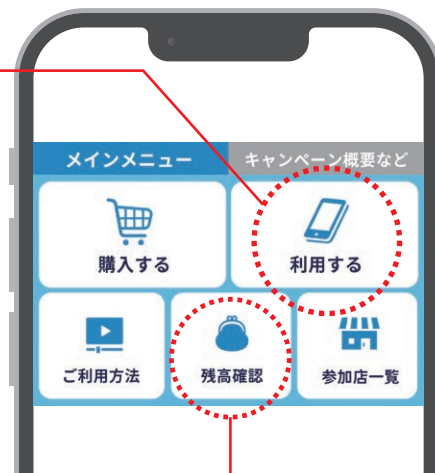 メインメニュー
キャンペーン概要など
購入する
利用する
ご利用方法
残高確認
参加店一覧